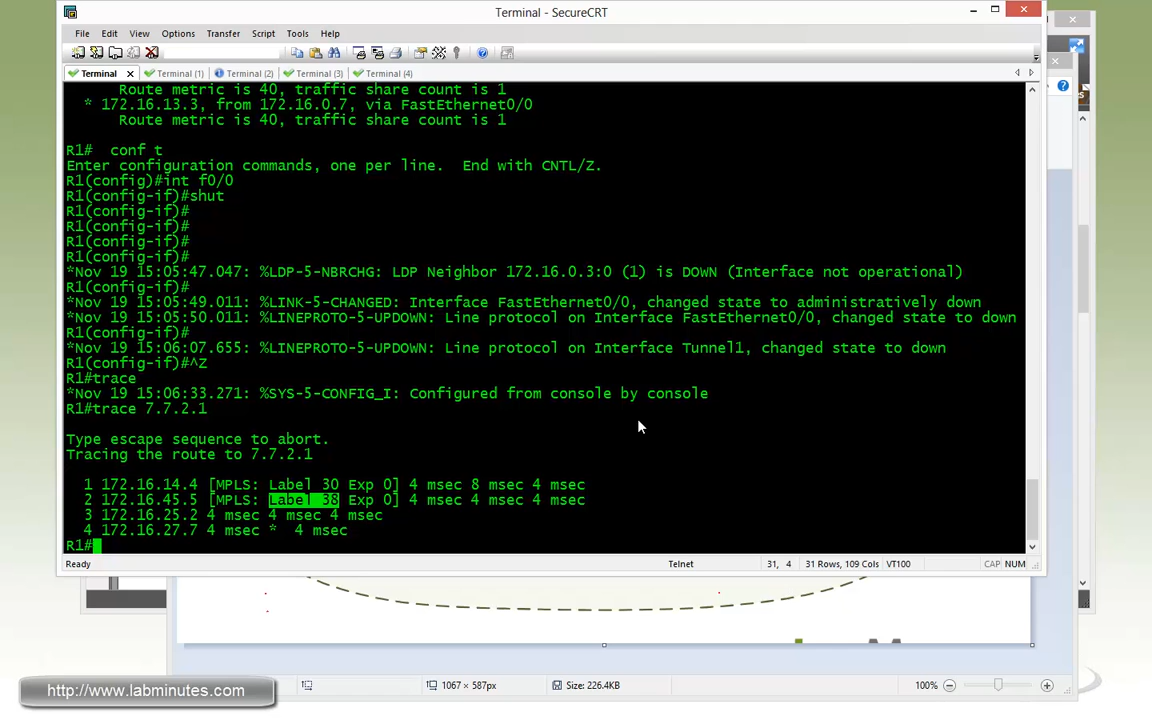 Terminal - SecureCRT
File Edit View Options Transfer Script Tools Help
Terminal Terminal (1) Terminal (2) Terminal (3) Terminal (4)
Route metric is 40, traffic share count is 1
* 172.16.13.3, from 172.16.0.7, via FastEthernet0/0
Route metric is 40, traffic share count is 1
R1# conf t
Enter configuration commands, one per line. End with CNTL/Z.
R1(config)#int f0/0
R1(config-if)#shut
R1(config-if)#
R1(config-if)#
R1(config-if)#
R1(config-if)#
*Nov 19 15:05:47.047: %LDP-5-NBRCHG: LDP Neighbor 172.16.0.3:0 (1) is DOWN (Interface not operational)
R1(config-if)#
*Nov 19 15:05:49.011: %LINK-5-CHANGED: Interface FastEthernet0/0, changed state to administratively down
*Nov 19 15:05:50.011: %LINEPROTO-5-UPDOWN: Line protocol on Interface FastEthernet0/0, changed state to down
R1(config-if)#
*Nov 19 15:06:07.655: %LINEPROTO-5-UPDOWN: Line protocol on Interface Tunnel1, changed state to down
R1(config-if)#^Z
R1#trace
*Nov 19 15:06:33.271: %SYS-5-CONFIG_I: Configured from console by console
R1#trace 7.7.2.1
Type escape sequence to abort.
Tracing the route to 7.7.2.1
1 172.16.14.4 [MPLS: Label 30 Exp 0] 4 msec 8 msec 4 msec
2 172.16.45.5 [MPLS: Label 38 Exp 0] 4 msec 4 msec 4 msec
3 172.16.25.2 4 msec 4 msec 4 msec
4 172.16.27.7 4 msec * 4 msec
R1#
Ready Telnet 31, 4 31 Rows, 109 Cols VT100 CAP NUM
http://www.labminutes.com
1067 × 587px Size: 226.4KB 100%